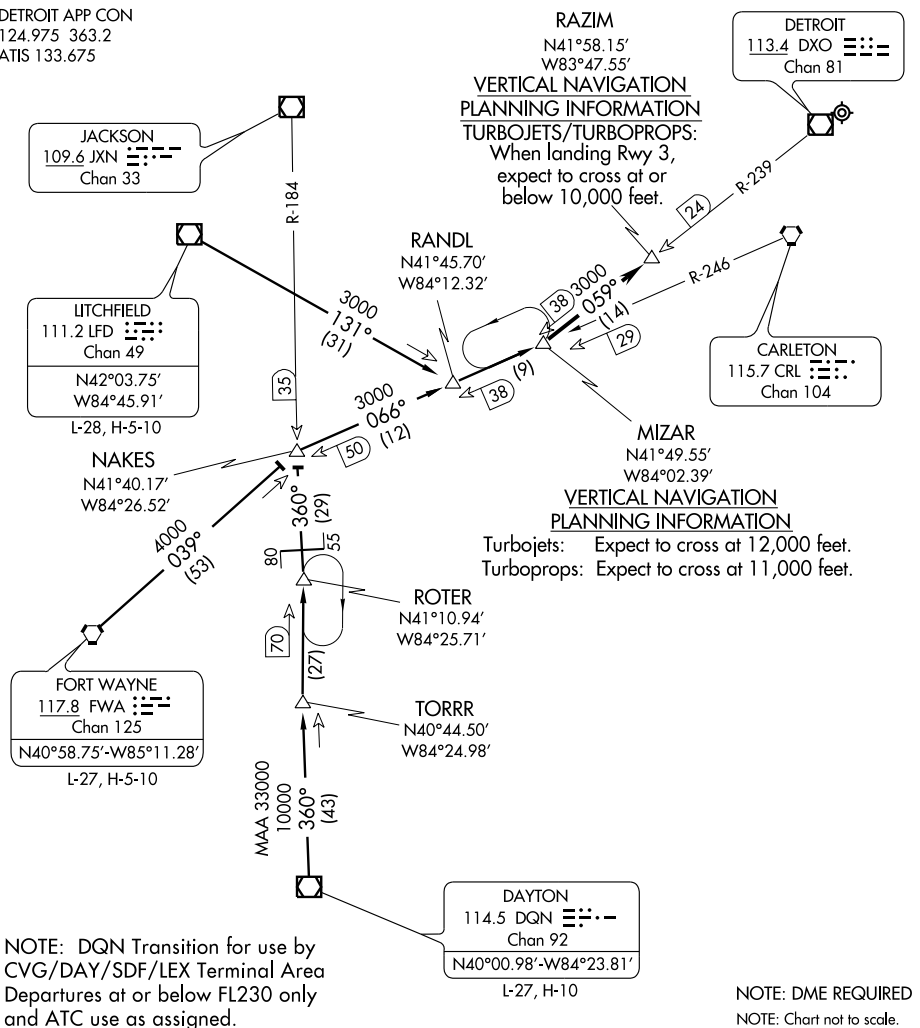 DETROIT APP CON
124.975 363.2
ATIS 133.675
RAZIM
N41°58.15’
W83°47.55’
VERTICAL NAVIGATION
PLANNING INFORMATION
TURBOJETS/TURBOPROPS:
When landing Rwy 3,
expect to cross at or
below 10,000 feet.
DETROIT
113.4 DXO
Chan 81
JACKSON
109.6 JXN
Chan 33
R-184
R-239
24
LITCHFIELD
111.2 LFD
Chan 49
N42°03.75’
W84°45.91’
L-28, H-5-10
3000
131°
(31)
RANDL
N41°45.70’
W84°12.32’
38
3000
059°
(14)
R-246
29
CARLETON
115.7 CRL
Chan 104
35
3000
066°
(12)
50
38
(9)
NAKES
N41°40.17’
W84°26.52’
MIZAR
N41°49.55’
W84°02.39’
VERTICAL NAVIGATION
PLANNING INFORMATION
Turbojets: Expect to cross at 12,000 feet.
Turboprops: Expect to cross at 11,000 feet.
4000
039°
(53)
360°
(29)
80
55
ROTER
N41°10.94’
W84°25.71’
70
(27)
FORT WAYNE
117.8 FWA
Chan 125
N40°58.75’-W85°11.28’
L-27, H-5-10
TORRR
N40°44.50’
W84°24.98’
MAA 33000
10000
360°
(43)
DAYTON
114.5 DQN
Chan 92
N40°00.98’-W84°23.81’
L-27, H-10
NOTE: DQN Transition for use by
CVG/DAY/SDF/LEX Terminal Area
Departures at or below FL230 only
and ATC use as assigned.
NOTE: DME REQUIRED
NOTE: Chart not to scale.